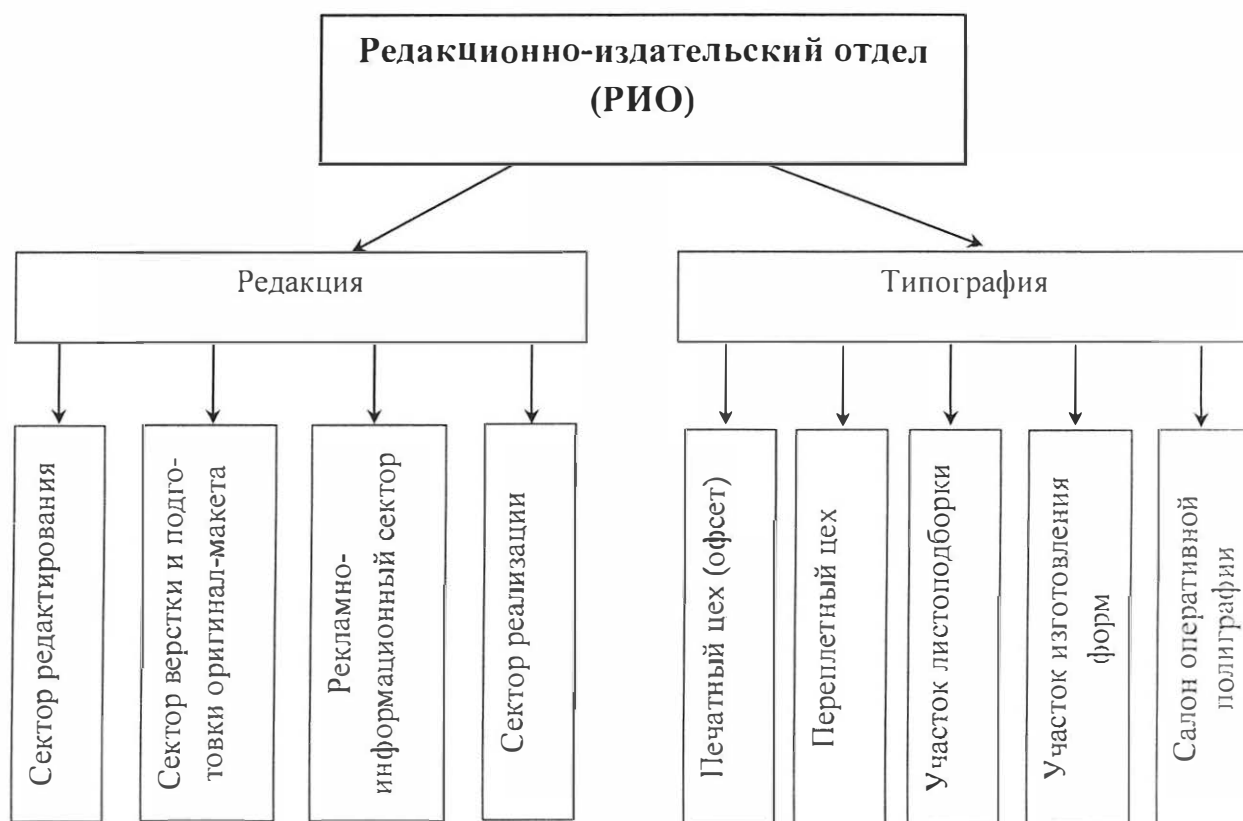 Редакционно-издательский отдел
(РИО)
Редакция
Типография
Сектор редактирования
Сектор верстки и подго-
товки оригинал-макета
Рекламно-
информационный сектор
Сектор реализации
Печатный цех (офсет)
Переплетный цех
Участок листоподборки
Участок изготовления
форм
Салон оперативной
полиграфии